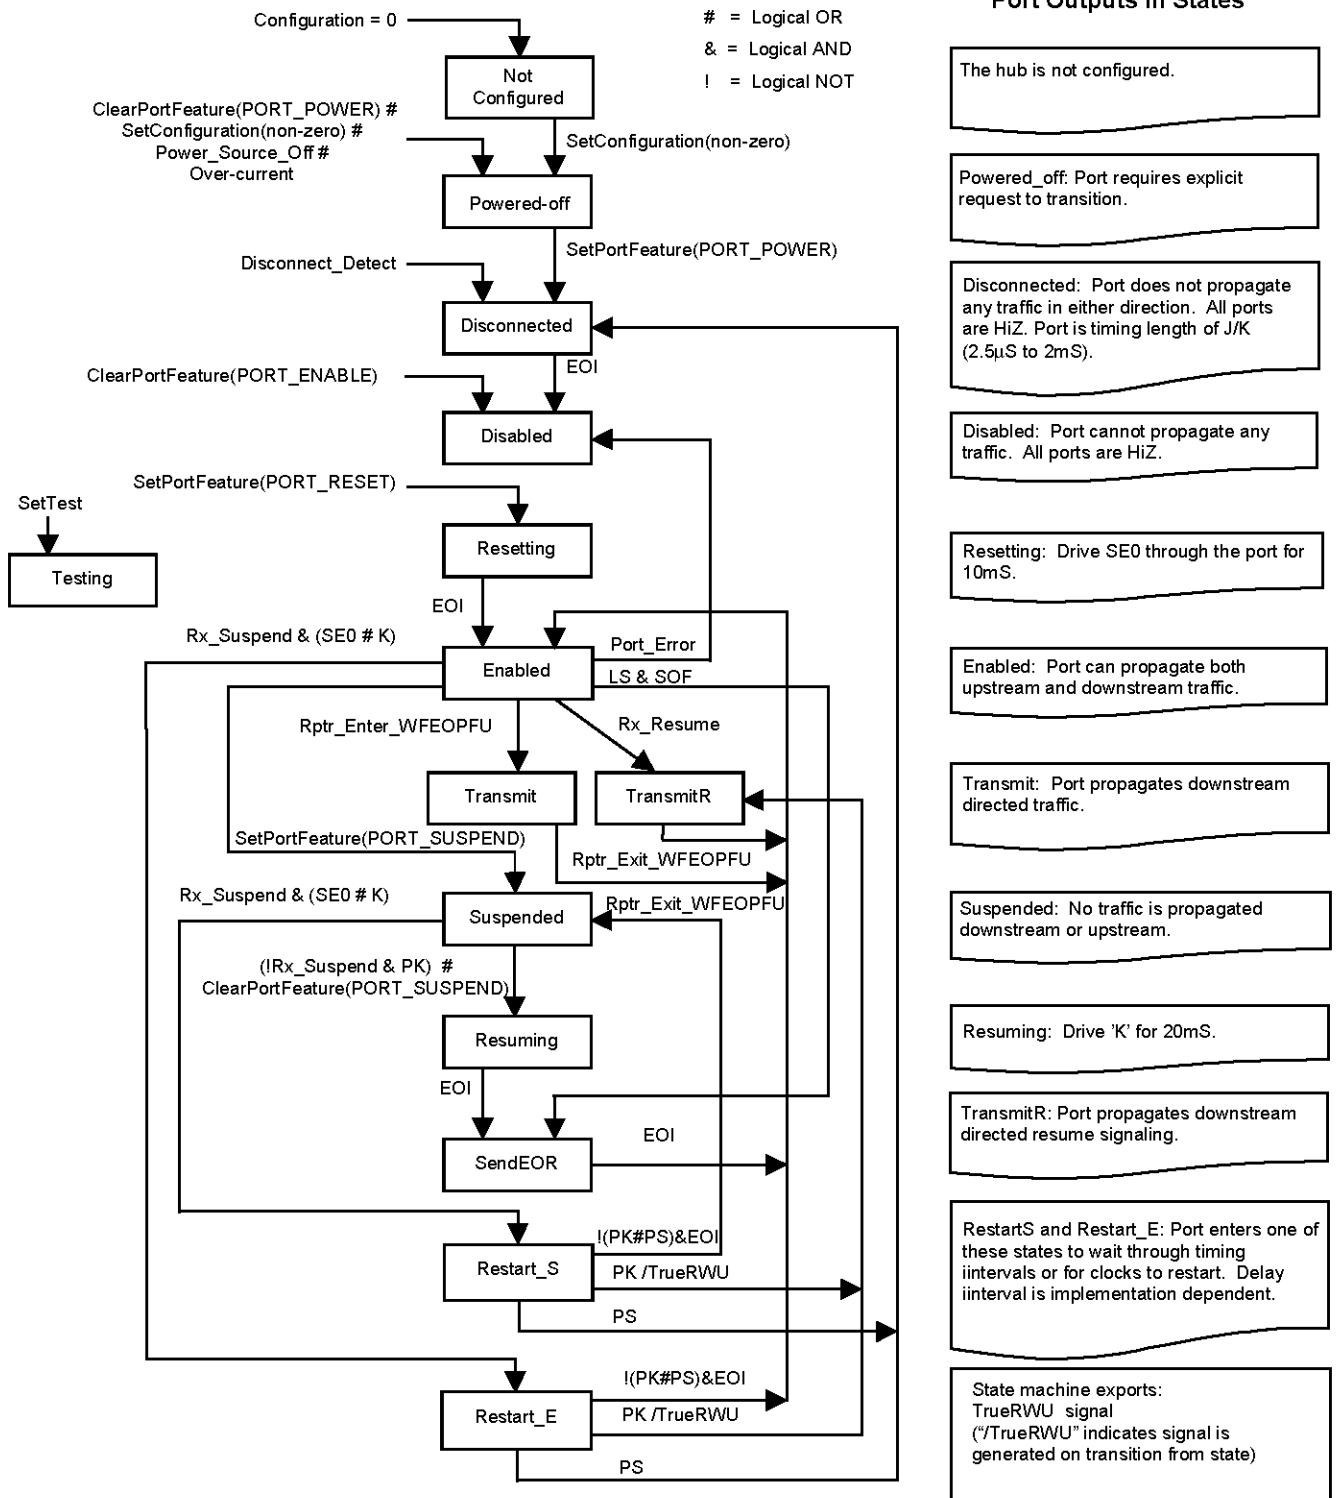 Port Outputs in States
Configuration = 0
# = Logical OR
& = Logical AND
! = Logical NOT
Not
Configured
The hub is not configured.
ClearPortFeature(PORT_POWER) #
SetConfiguration(non-zero) #
Power_Source_Off #
Over-current
SetConfiguration(non-zero)
Powered-off
Powered_off: Port requires explicit
request to transition.
SetPortFeature(PORT_POWER)
Disconnect_Detect
Disconnected
Disconnected: Port does not propagate
any traffic in either direction. All ports
are HiZ. Port is timing length of J/K
(2.5µS to 2mS).
EOI
ClearPortFeature(PORT_ENABLE)
Disabled
Disabled: Port cannot propagate any
traffic. All ports are HiZ.
SetPortFeature(PORT_RESET)
SetTest
Testing
Resetting
Resetting: Drive SE0 through the port for
10mS.
EOI
Rx_Suspend & (SE0 # K)
Port_Error
Enabled
LS & SOF
Enabled: Port can propagate both
upstream and downstream traffic.
Rptr_Enter_WFEOPFU
Rx_Resume
Transmit
TransmitR
Transmit: Port propagates downstream
directed traffic.
SetPortFeature(PORT_SUSPEND)
Rptr_Exit_WFEOPFU
Rx_Suspend & (SE0 # K)
Rptr_Exit_WFEOPFU
Suspended
Suspended: No traffic is propagated
downstream or upstream.
(!Rx_Suspend & PK) #
ClearPortFeature(PORT_SUSPEND)
Resuming
Resuming: Drive 'K' for 20mS.
EOI
EOI
SendEOR
TransmitR: Port propagates downstream
directed resume signaling.
!(PK#PS)&EOI
Restart_S
PK /TrueRWU
PS
RestartS and Restart_E: Port enters one of
these states to wait through timing
iintervals or for clocks to restart. Delay
iinterval is implementation dependent.
!(PK#PS)&EOI
Restart_E
PK /TrueRWU
PS
State machine exports:
TrueRWU signal
("/TrueRWU" indicates signal is
generated on transition from state)